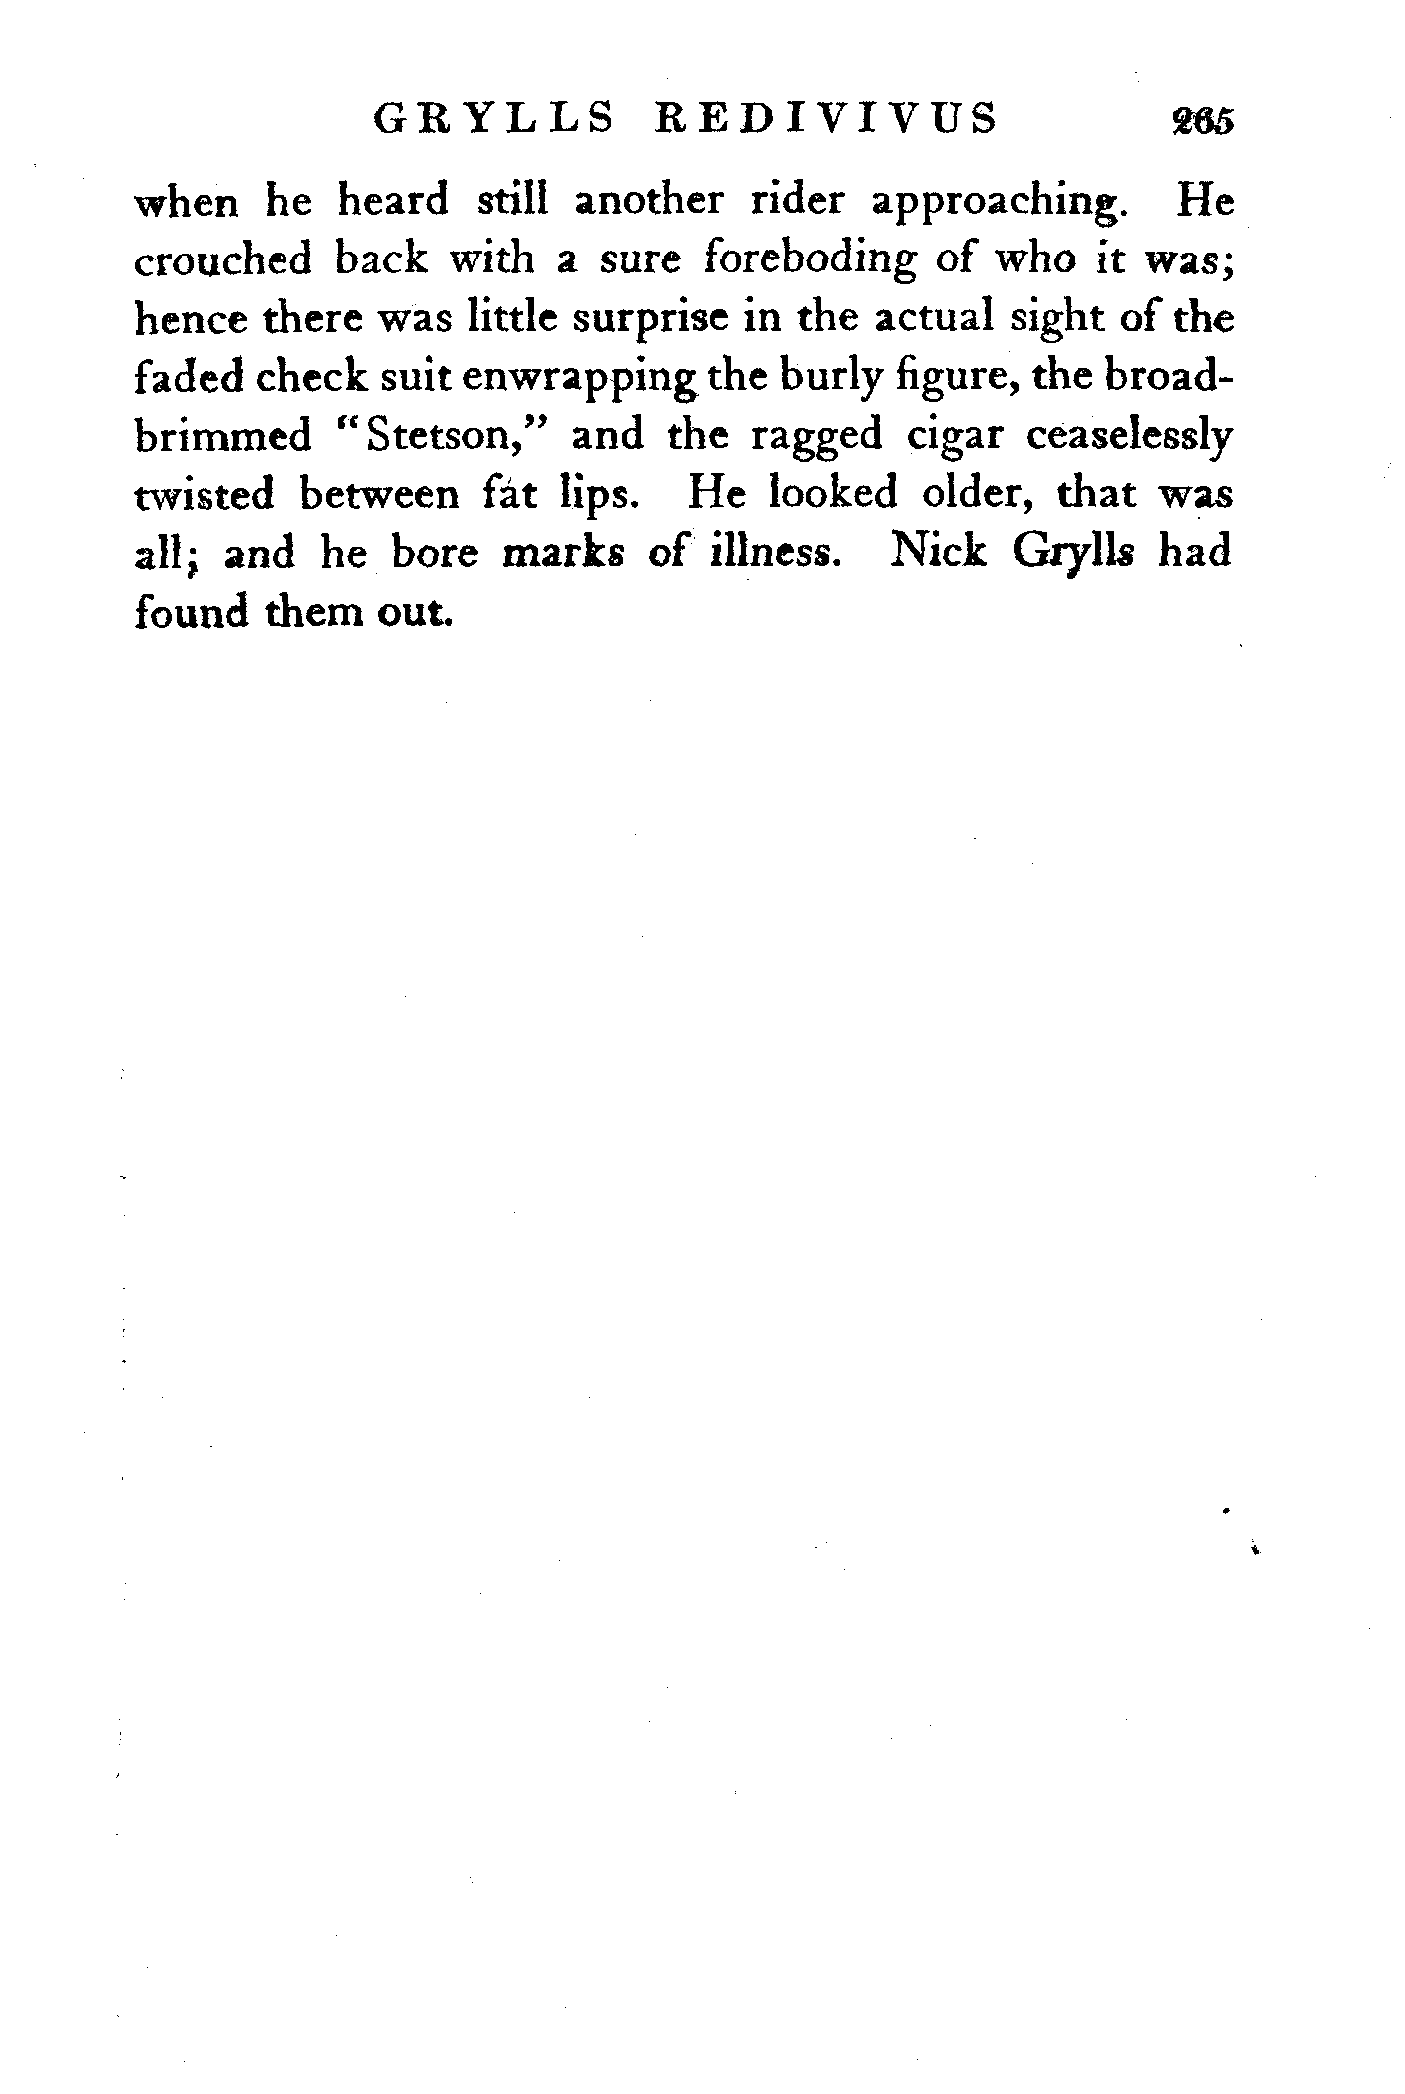 GRYLLS REDIVIVUS 265
when he heard still another rider approaching. He
crouched back with a sure foreboding of who it was;
hence there was little surprise in the actual sight of the
faded check suit enwrapping the burly figure, the broad-
brimmed “Stetson,” and the ragged cigar ceaselessly
twisted between fat lips. He looked older, that was
all; and he bore marks of illness. Nick Grylls had
found them out.